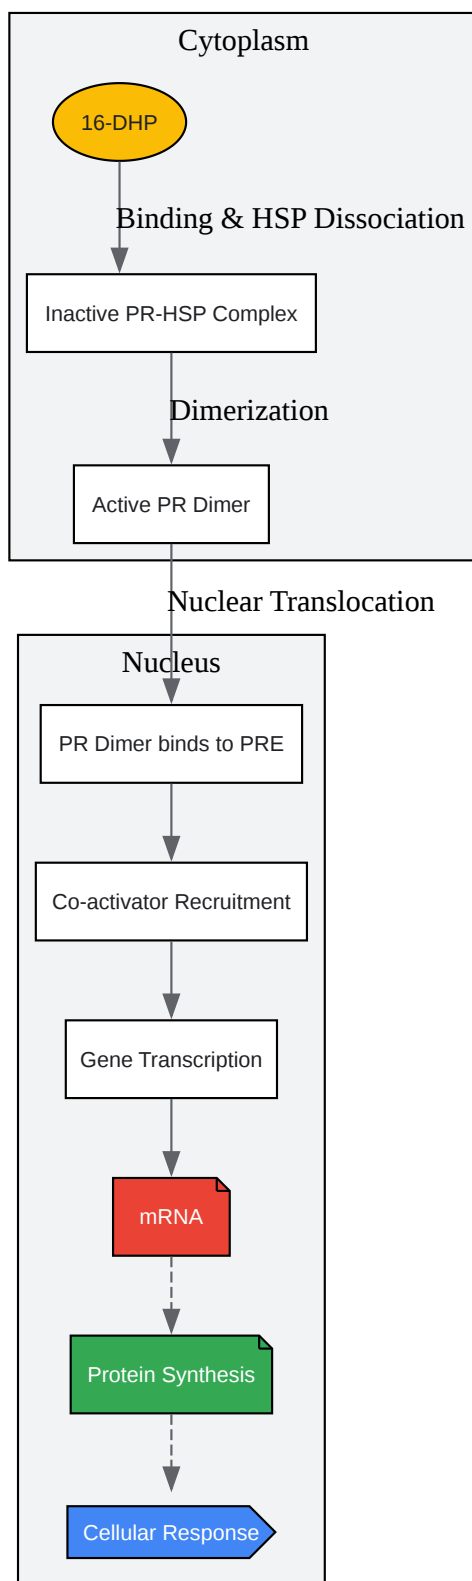 Cytoplasm
16-DHP
Binding & HSP Dissociation
Inactive PR-HSP Complex
Dimerization
Active PR Dimer
Nuclear Translocation
Nucleus
PR Dimer binds to PRE
Co-activator Recruitment
Gene Transcription
mRNA
Protein Synthesis
Cellular Response